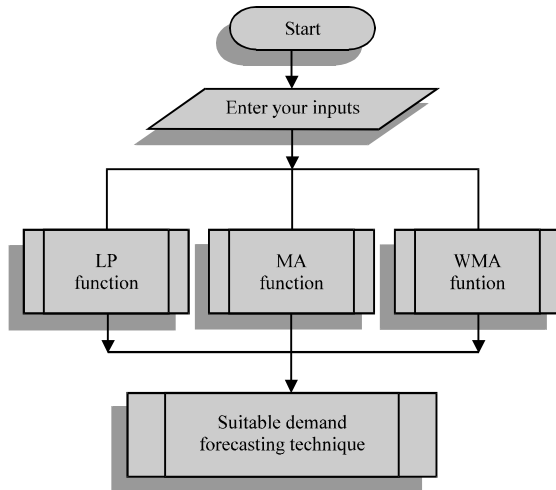 Start
Enter your inputs
LP
function
MA
function
WMA
funtion
Suitable demand
forecasting technique